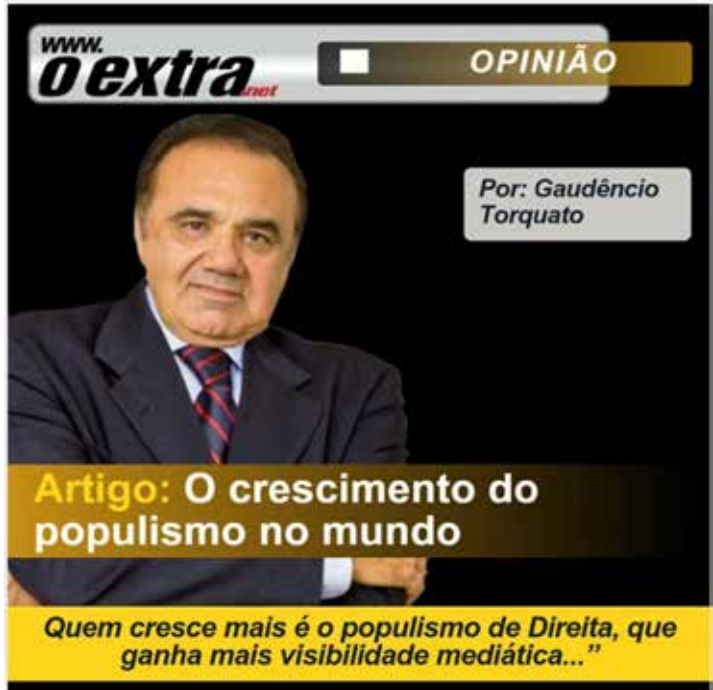 www.
o extra.net
OPINIÃO
Por: Gaudêncio
Torquato
Artigo: O crescimento do
populismo no mundo
Quem cresce mais é o populismo de Direita, que
ganha mais visibilidade mediática...”